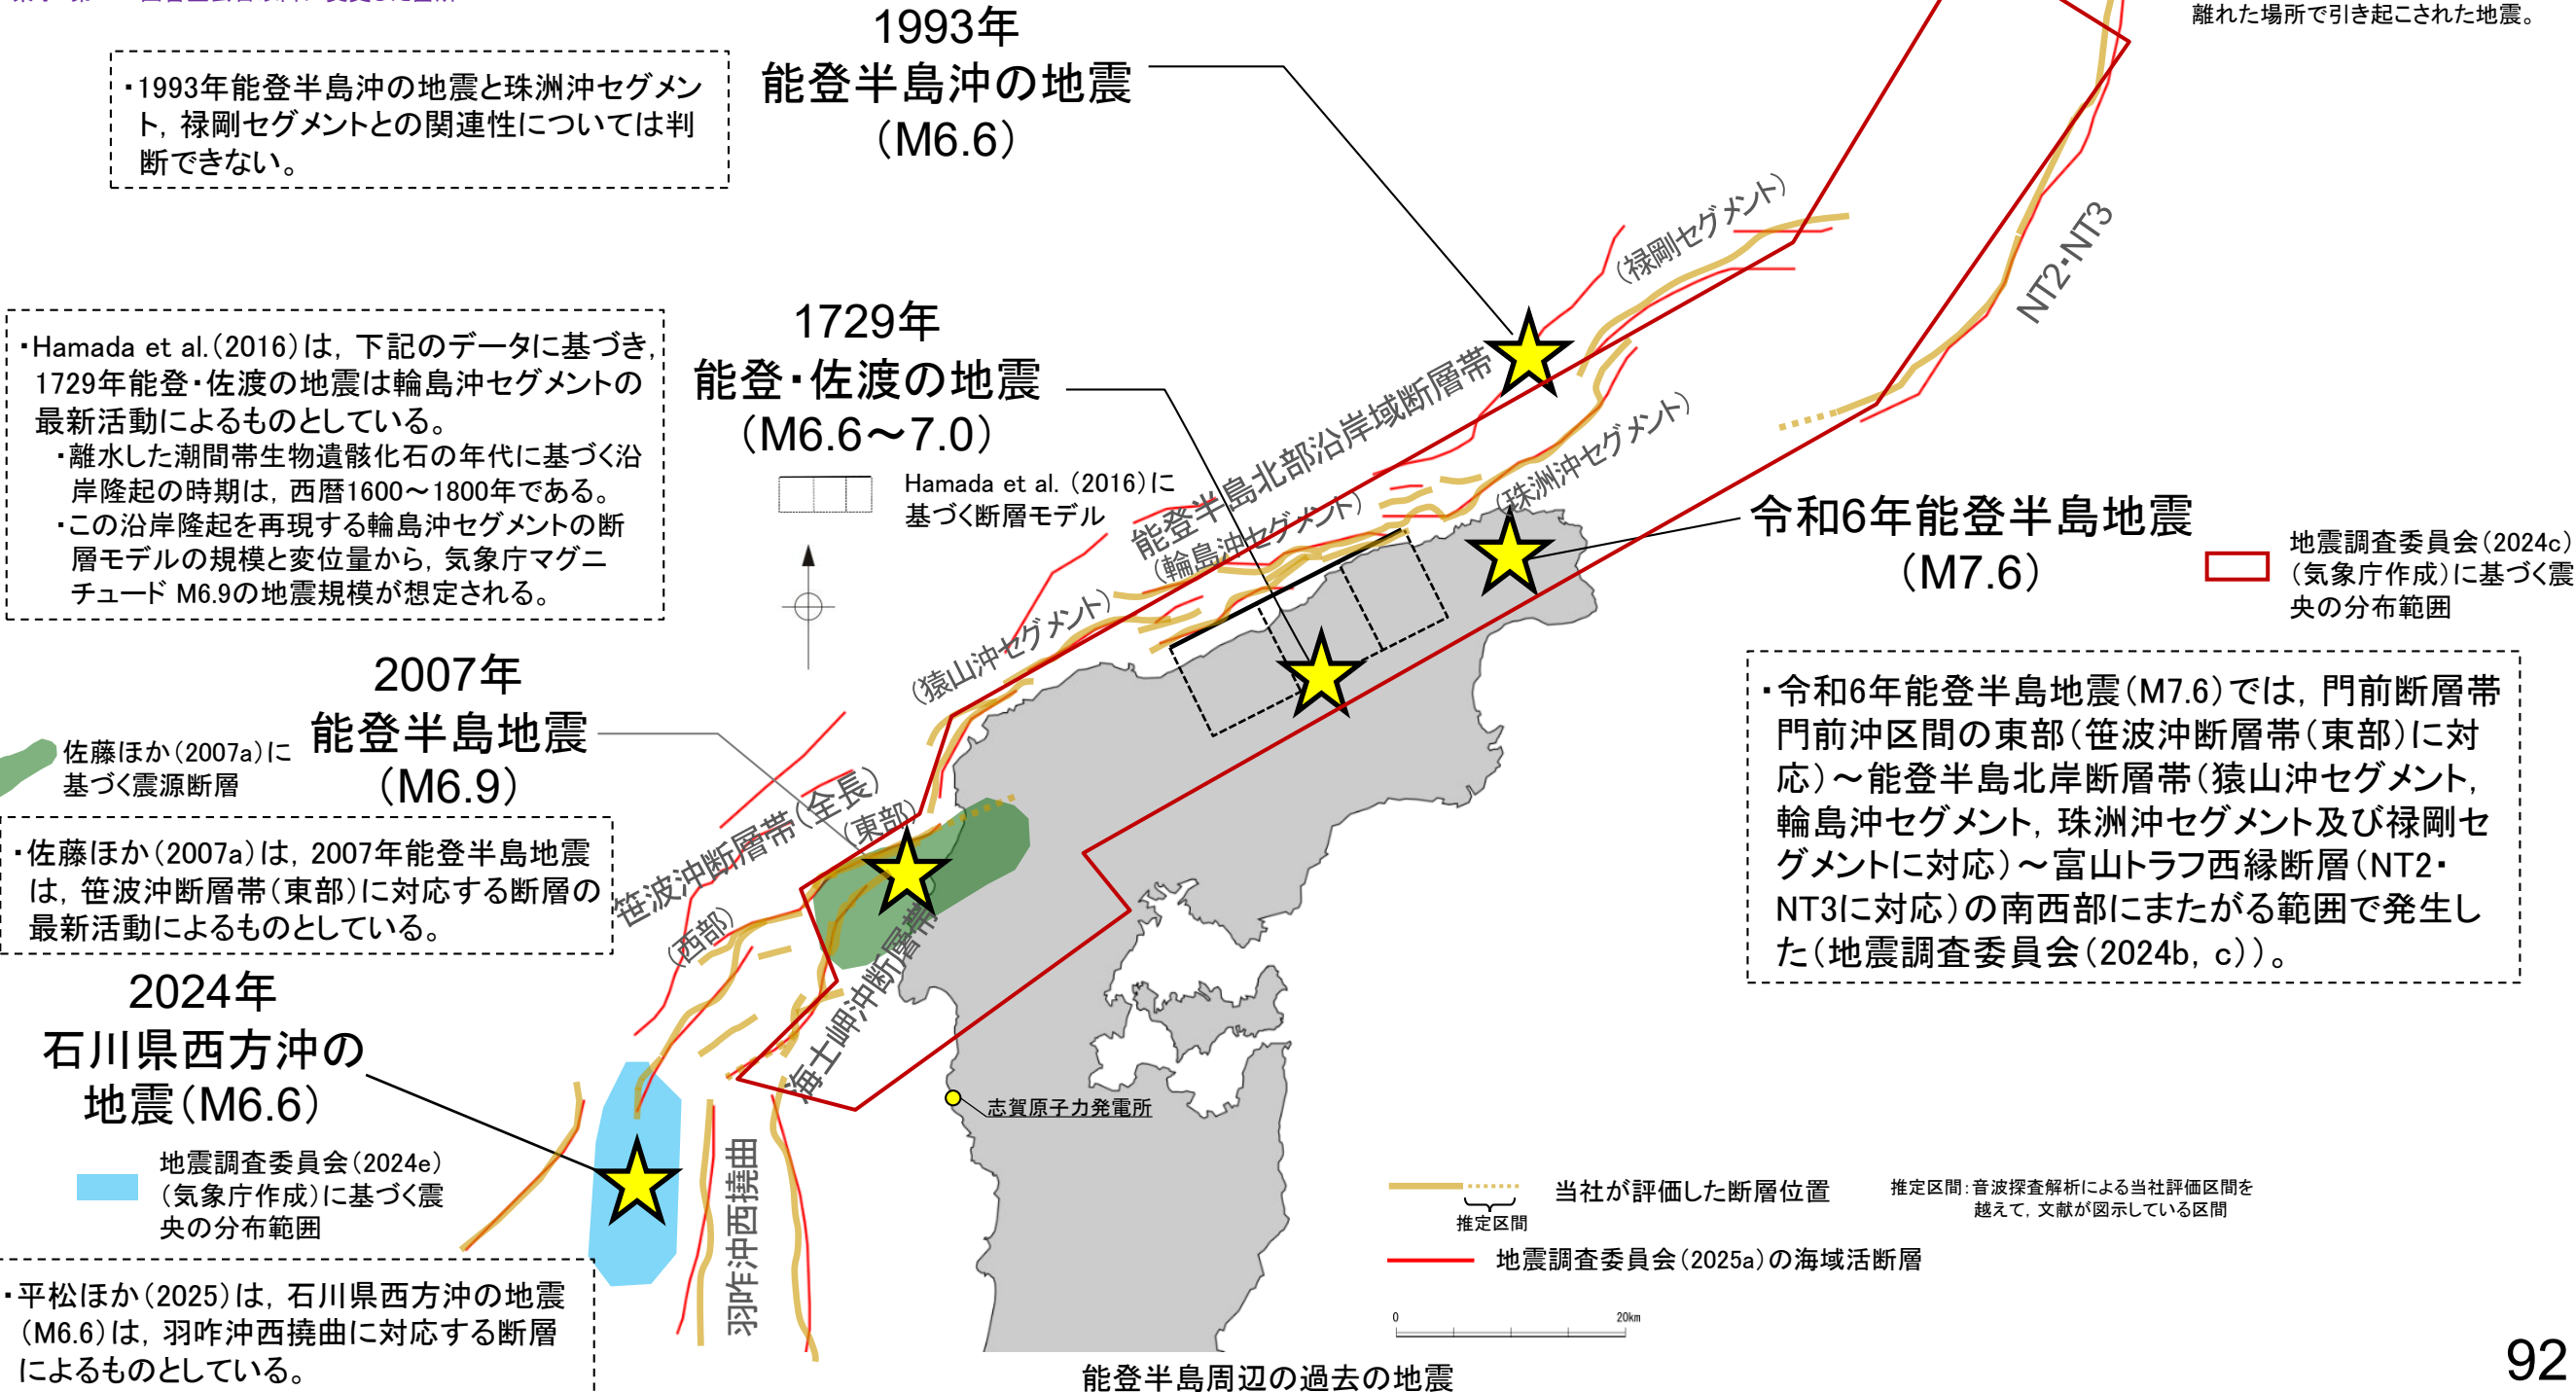 離れた場所で引き起こされた地震。
1993年
能登半島沖の地震
（M6.6）
・1993年能登半島沖の地震と珠洲沖セグメン
ト，禄剛セグメントとの関連性については判
断できない。
（禄剛セグメント）
NT2・NT3
1729年
能登・佐渡の地震
（M6.6～7.0）
・Hamada et al.（2016）は，下記のデータに基づき，
1729年能登・佐渡の地震は輪島沖セグメントの
最新活動によるものとしている。
・離水した潮間帯生物遺骸化石の年代に基づく沿
岸隆起の時期は，西暦1600～1800年である。
・この沿岸隆起を再現する輪島沖セグメントの断
層モデルの規模と変位量から，気象庁マグニ
チュード M6.9の地震規模が想定される。
Hamada et al. （2016）に
基づく断層モデル
能登半島北部沿岸域断層帯
（珠洲沖セグメント）
（輪島沖セグメント）
（猿山沖セグメント）
令和6年能登半島地震
（M7.6）
地震調査委員会（2024c）
（気象庁作成）に基づく震
央の分布範囲
2007年
能登半島地震
（M6.9）
佐藤ほか（2007a）に
基づく震源断層
・令和6年能登半島地震（M7.6）では，門前断層帯
門前沖区間の東部（笹波沖断層帯（東部）に対
応）～能登半島北岸断層帯（猿山沖セグメント，
輪島沖セグメント，珠洲沖セグメント及び禄剛セ
グメントに対応）～富山トラフ西縁断層（NT2・
NT3に対応）の南西部にまたがる範囲で発生し
た（地震調査委員会（2024b, c））。
笹波沖断層帯（全長）
（東部）
（西部）
・佐藤ほか（2007a）は，2007年能登半島地震
は，笹波沖断層帯（東部）に対応する断層の
最新活動によるものとしている。
海士岬沖断層帯
2024年
石川県西方沖の
地震（M6.6）
志賀原子力発電所
地震調査委員会（2024e）
（気象庁作成）に基づく震
央の分布範囲
羽咋沖西撓曲
・平松ほか（2025）は，石川県西方沖の地震
（M6.6）は，羽咋沖西撓曲に対応する断層
によるものとしている。
当社が評価した断層位置
推定区間
推定区間：音波探査解析による当社評価区間を
越えて，文献が図示している区間
地震調査委員会（2025a）の海域活断層
0 20km
能登半島周辺の過去の地震
92